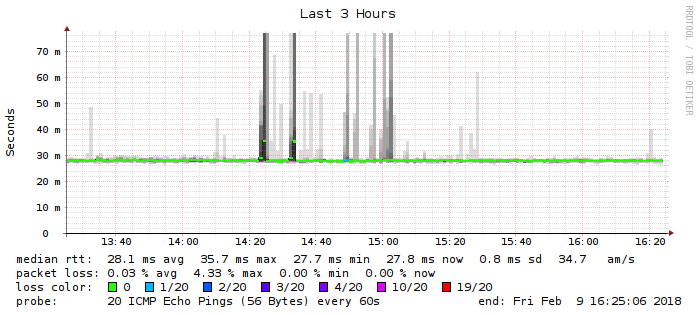 Last 3 Hours
RRDTOOL / TOBI OETIKER
Seconds
70 m
60 m
50 m
40 m
30 m
20 m
10 m
0
13:40 14:00 14:20 14:40 15:00 15:20 15:40 16:00 16:20
median rtt: 28.1 ms avg 35.7 ms max 27.7 ms min 27.8 ms now 0.8 ms sd 34.7 am/s
packet loss: 0.03 % avg 4.33 % max 0.00 % min 0.00 % now
loss color: 0 1/20 2/20 3/20 4/20 10/20 19/20
probe: 20 ICMP Echo Pings (56 Bytes) every 60s end: Fri Feb 9 16:25:06 2018